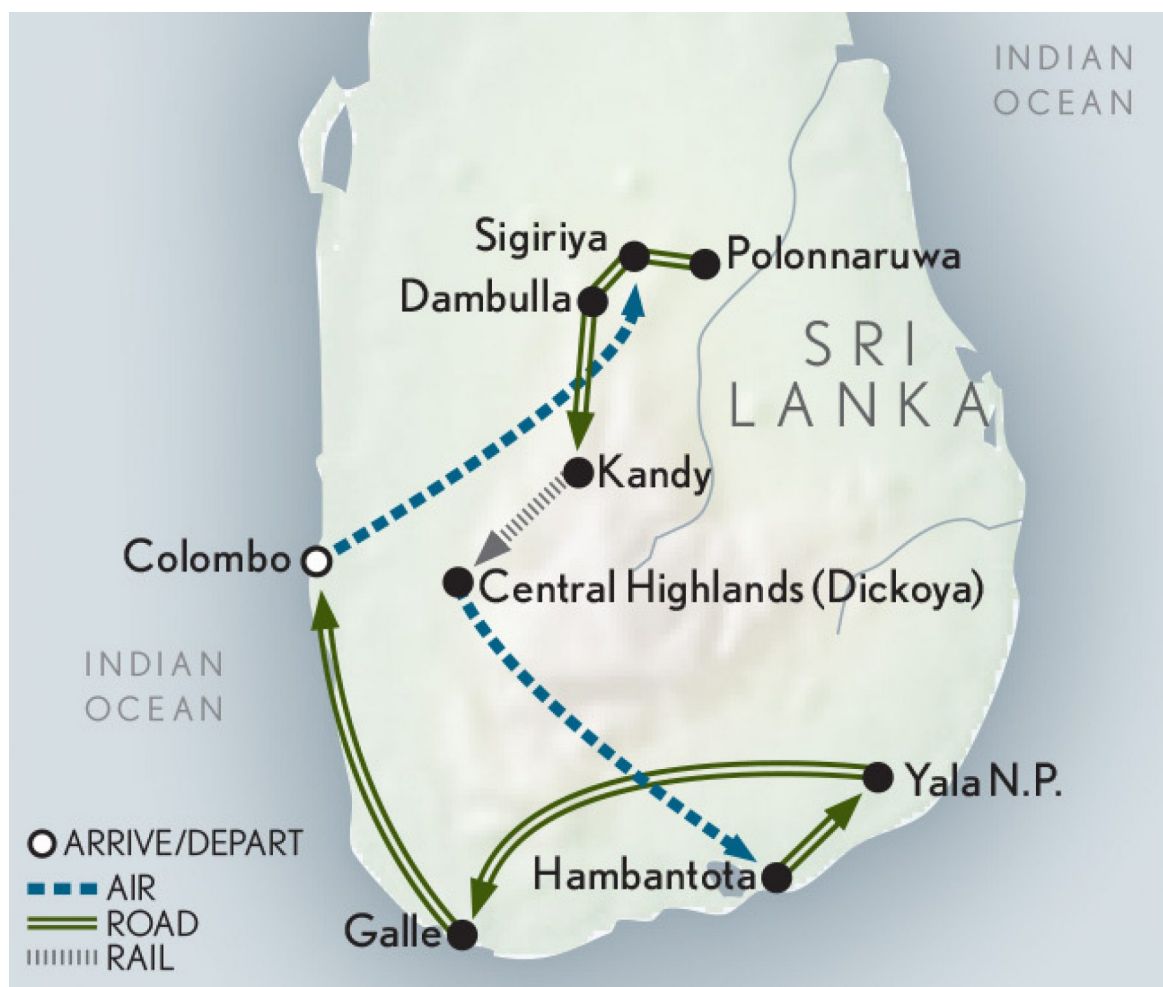 INDIAN
OCEAN
Sigiriya
Polonnaruwa
Dambulla
SRI
LANKA
Kandy
Colombo
Central Highlands (Dickoya)
INDIAN
OCEAN
Yala N.P.
Hambantota
Galle
ARRIVE/DEPART
AIR
ROAD
RAIL